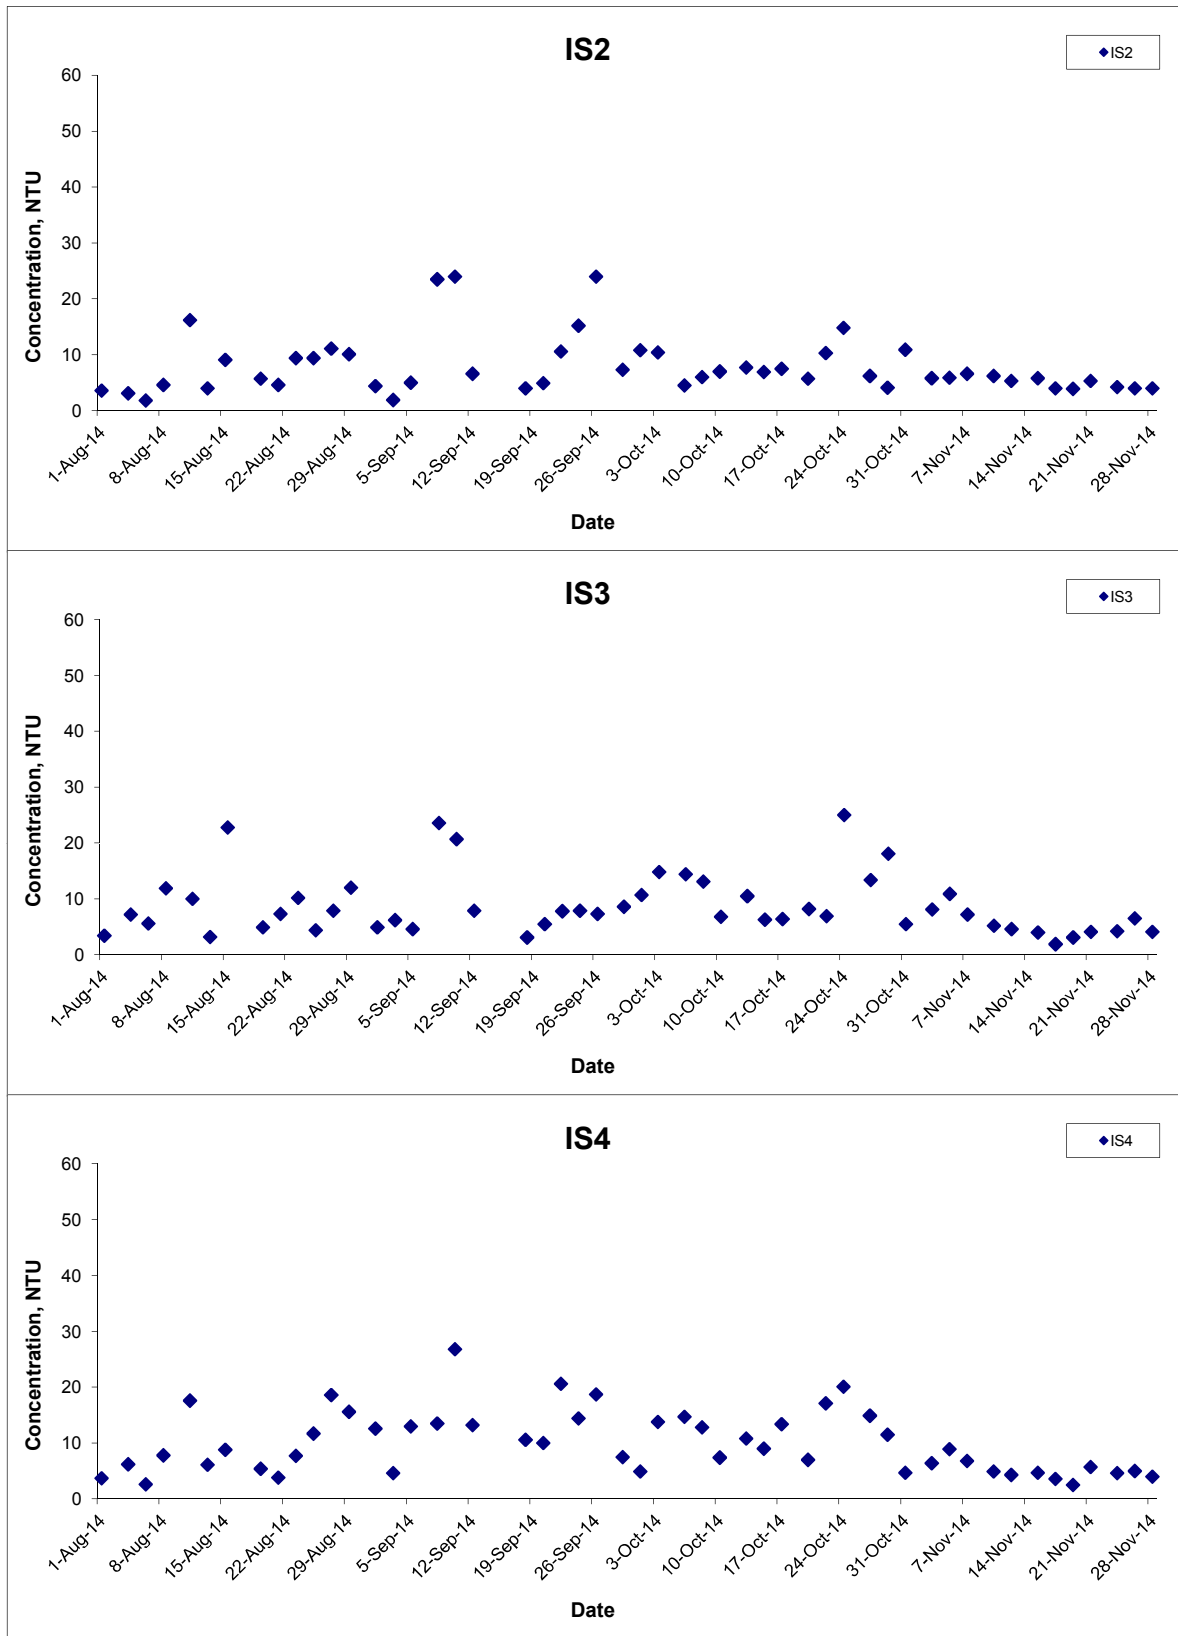 IS2
IS2
60
50
40
30
20
10
0
Concentration, NTU
1-Aug-14
8-Aug-14
15-Aug-14
22-Aug-14
29-Aug-14
5-Sep-14
12-Sep-14
19-Sep-14
26-Sep-14
3-Oct-14
10-Oct-14
17-Oct-14
24-Oct-14
31-Oct-14
7-Nov-14
14-Nov-14
21-Nov-14
28-Nov-14
Date
IS3
IS3
60
50
40
30
20
10
0
Concentration, NTU
1-Aug-14
8-Aug-14
15-Aug-14
22-Aug-14
29-Aug-14
5-Sep-14
12-Sep-14
19-Sep-14
26-Sep-14
3-Oct-14
10-Oct-14
17-Oct-14
24-Oct-14
31-Oct-14
7-Nov-14
14-Nov-14
21-Nov-14
28-Nov-14
Date
IS4
IS4
60
50
40
30
20
10
0
Concentration, NTU
1-Aug-14
8-Aug-14
15-Aug-14
22-Aug-14
29-Aug-14
5-Sep-14
12-Sep-14
19-Sep-14
26-Sep-14
3-Oct-14
10-Oct-14
17-Oct-14
24-Oct-14
31-Oct-14
7-Nov-14
14-Nov-14
21-Nov-14
28-Nov-14
Date